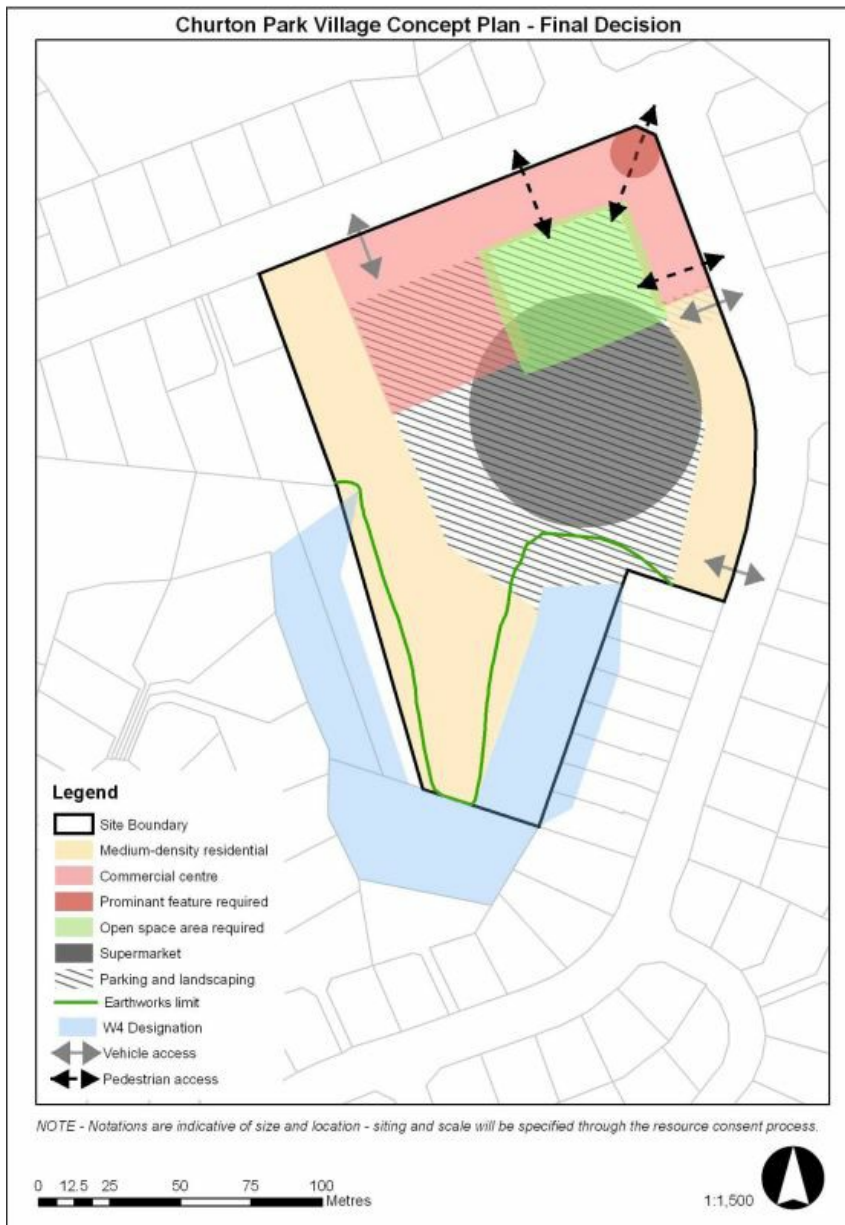 Churton Park Village Concept Plan - Final Decision
Legend
Site Boundary
Medium-density residential
Commercial centre
Prominant feature required
Open space area required
Supermarket
Parking and landscaping
Earthworks limit
W4 Designation
Vehicle access
Pedestrian access
NOTE - Notations are indicative of size and location - siting and scale will be specified through the resource consent process.
0 12.5 25 50 75 100
Metres
1:1,500